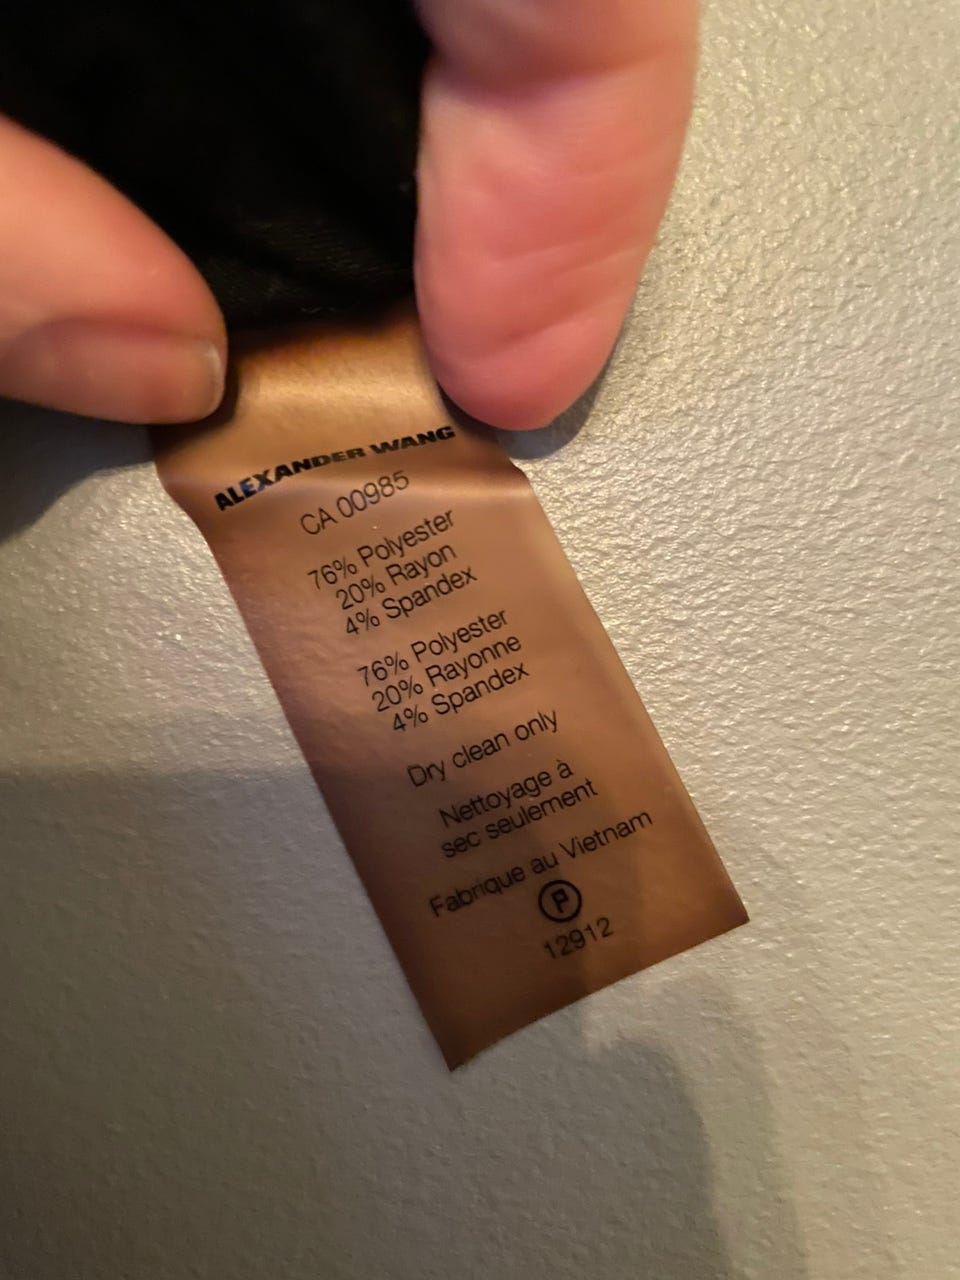 ALEXANDER WANG
CA 00985
76% Polyester
20% Rayon
4% Spandex
76% Polyester
20% Rayonne
4% Spandex
Dry clean only
Nettoyage à
sec seulement
Fabrique au Vietnam
P
12912